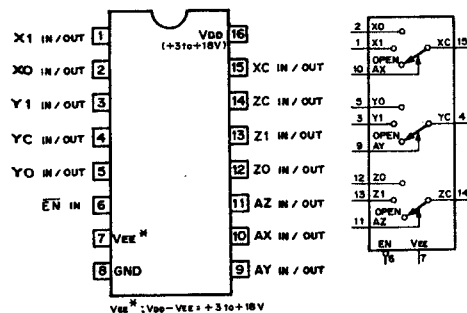 X1 IN/OUT 1
X0 IN/OUT 2
Y1 IN/OUT 3
YC IN/OUT 4
Y0 IN/OUT 5
E̅N̅ IN 6
7 VEE*
8 GND
VDD 16
(+3 to +18V)
15 XC IN/OUT
14 ZC IN/OUT
13 Z1 IN/OUT
12 Z0 IN/OUT
11 AZ IN/OUT
10 AX IN/OUT
9 AY IN/OUT
VEE* : VDD-VEE = +3 to +18V
2 X0
1 X1 XC 15
OPEN
10 AX
5 Y0
3 Y1 YC 4
OPEN
9 AY
12 Z0
13 Z1 ZC 14
OPEN
11 AZ
EN VEE
6 7